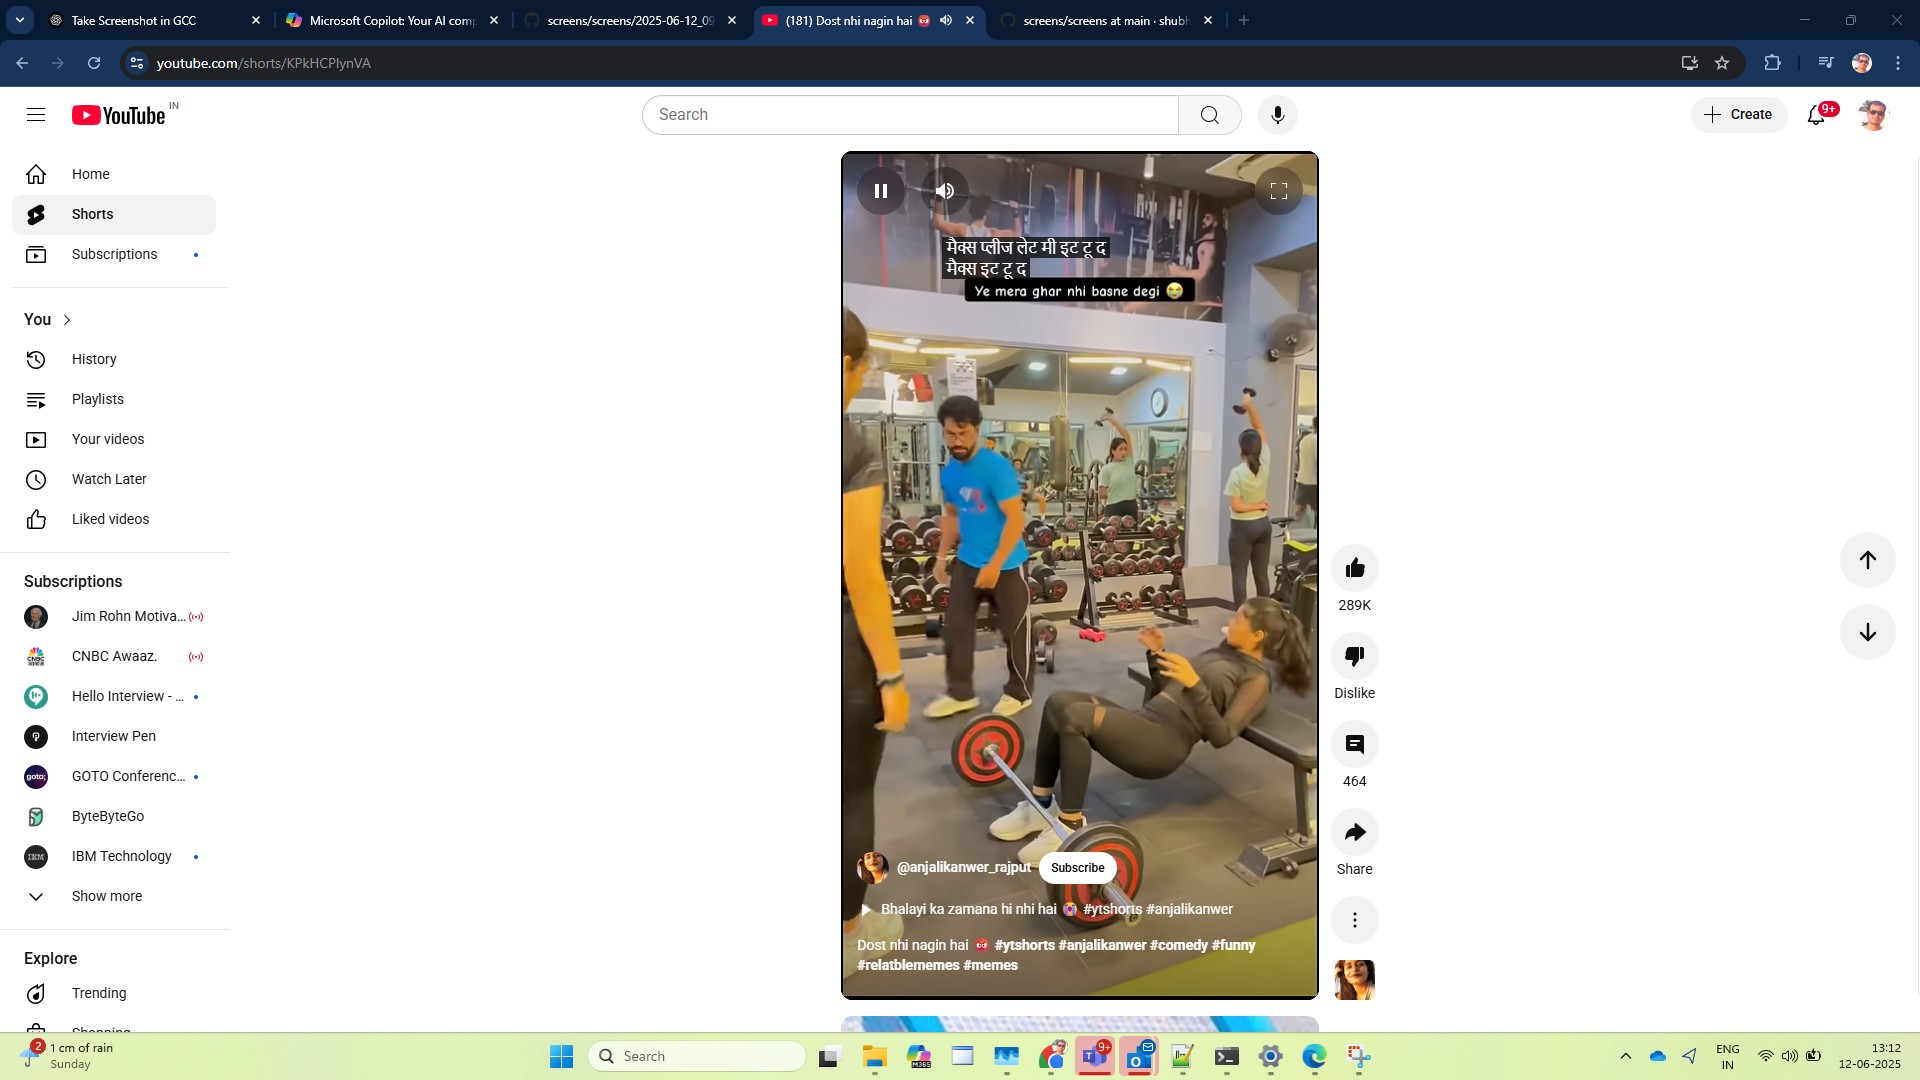 Take Screenshot in GCC
Microsoft Copilot: Your AI comp
screens/screens/2025-06-12_09
(181) Dost nhi nagin hai
screens/screens at main · shubh
youtube.com/shorts/KPkHCPlynVA
YouTube IN
Search
Create
9+
Home
Shorts
Subscriptions
You
History
Playlists
Your videos
Watch Later
Liked videos
Subscriptions
Jim Rohn Motiva...
CNBC Awaaz.
Hello Interview - ...
Interview Pen
GOTO Conferenc...
ByteByteGo
IBM Technology
Show more
Explore
Trending
Shopping
मैक्स प्लीज लेट मी इट टू द
मैक्स इट टू द
Ye mera ghar nhi basne degi 😭
@anjalikanwer_rajput
Subscribe
Bhalayi ka zamana hi nhi hai #ytshorts #anjalikanwer
Dost nhi nagin hai #ytshorts #anjalikanwer #comedy #funny
#relatblememes #memes
289K
Dislike
464
Share
2
1 cm of rain
Sunday
Search
M365
9+
ENG
IN
13:12
12-06-2025